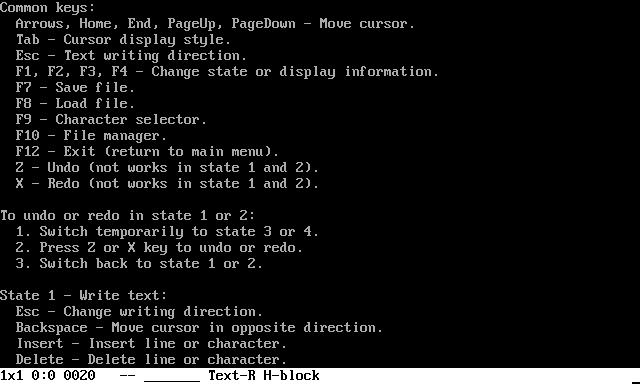 Common keys:
Arrows, Home, End, PageUp, PageDown - Move cursor.
Tab - Cursor display style.
Esc - Text writing direction.
F1, F2, F3, F4 - Change state or display information.
F7 - Save file.
F8 - Load file.
F9 - Character selector.
F10 - File manager.
F12 - Exit (return to main menu).
Z - Undo (not works in state 1 and 2).
X - Redo (not works in state 1 and 2).
To undo or redo in state 1 or 2:
1. Switch temporarily to state 3 or 4.
2. Press Z or X key to undo or redo.
3. Switch back to state 1 or 2.
State 1 - Write text:
Esc - Change writing direction.
Backspace - Move cursor in opposite direction.
Insert - Insert line or character.
Delete - Delete line or character.
1x1 0:0 0020 -- _______ Text-R H-block